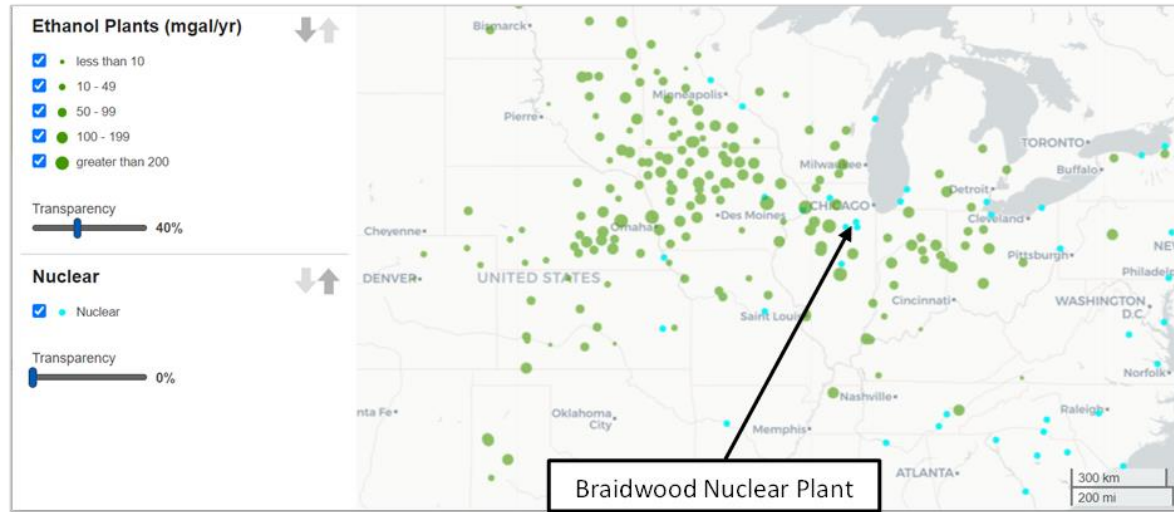 Ethanol Plants (mgal/yr)
less than 10
10 - 49
50 - 99
100 - 199
greater than 200
Transparency
40%
Nuclear
Nuclear
Transparency
0%
Bismarck
Minneapolis
Pierre
TORONTO
Milwaukee
Buffalo
Detroit
CHICAGO
Cleveland
Des Moines
Omaha
Cheyenne
Pittsburgh
NE
DENVER
UNITED STATES
Philadel
Cincinnati
WASHINGTON
D.C.
Saint Loui
Norfolk
Nashville
Raleigh
nta Fe
Oklahoma
City
Memphis
ATLANTA
300 km
200 mi
Braidwood Nuclear Plant